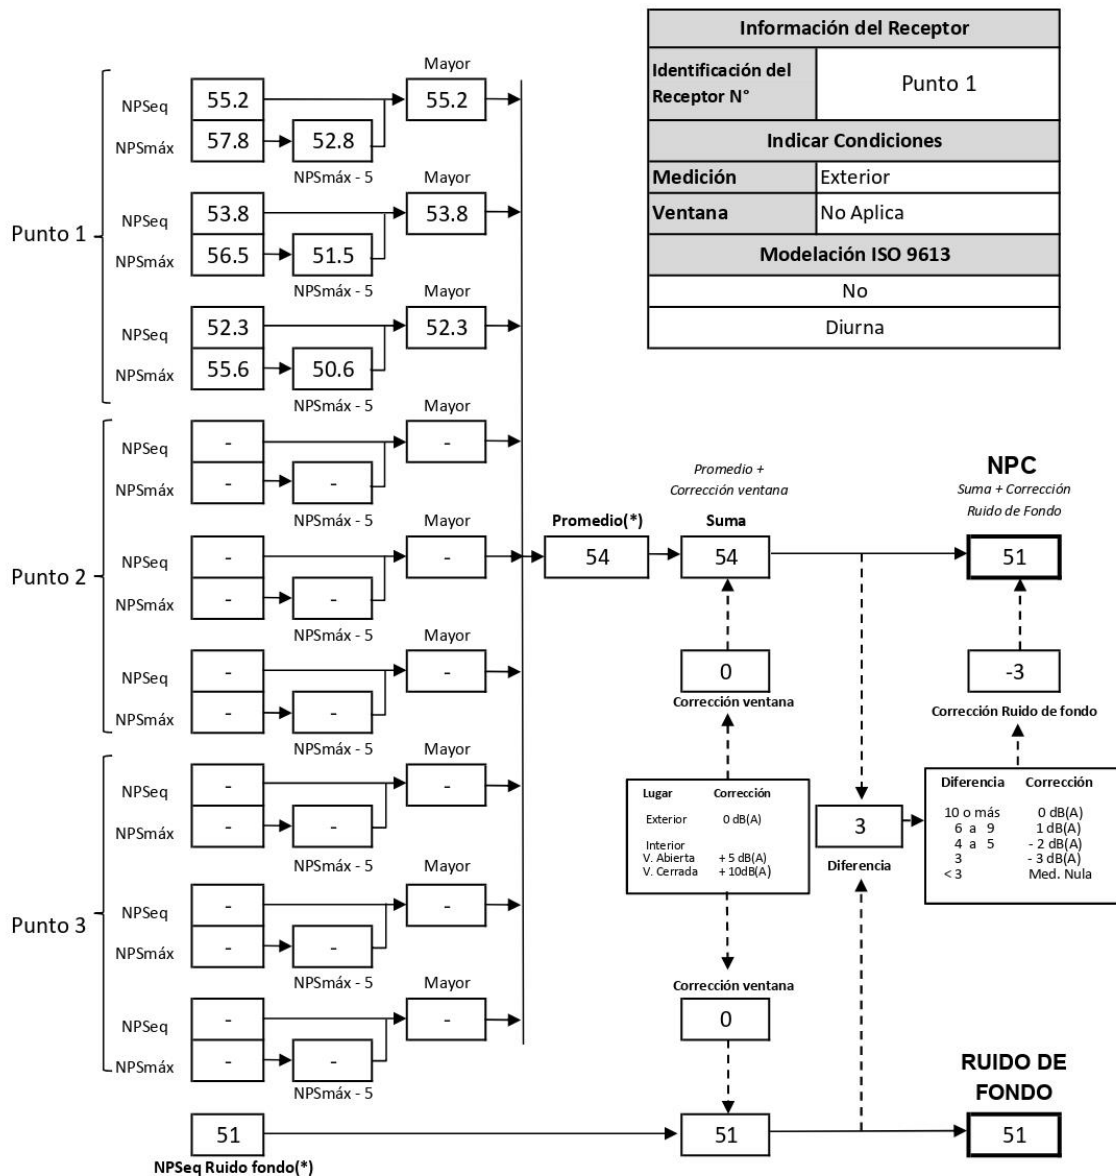 Información del Receptor
Identificación del Receptor N°
Punto 1
Indicar Condiciones
Medición Exterior
Ventana No Aplica
Modelación ISO 9613
No
Diurna
Punto 1
Mayor
NPSeq 55.2 55.2
NPSmáx 57.8 52.8
NPSmáx - 5
Mayor
NPSeq 53.8 53.8
NPSmáx 56.5 51.5
NPSmáx - 5
Mayor
NPSeq 52.3 52.3
NPSmáx 55.6 50.6
NPSmáx - 5
Punto 2
Mayor
NPSeq - -
NPSmáx - -
NPSmáx - 5
Mayor
NPSeq - -
NPSmáx - -
NPSmáx - 5
Mayor
NPSeq - -
NPSmáx - -
NPSmáx - 5
Punto 3
Mayor
NPSeq - -
NPSmáx - -
NPSmáx - 5
Mayor
NPSeq - -
NPSmáx - -
NPSmáx - 5
Mayor
NPSeq - -
NPSmáx - -
NPSmáx - 5
51
NPSeq Ruido fondo(*)
Promedio(*)
54
Promedio +
Corrección ventana
Suma
54
0
Corrección ventana
Lugar Corrección
Exterior 0 dB(A)
Interior
V. Abierta + 5 dB(A)
V. Cerrada + 10dB(A)
Corrección ventana
0
51
3
Diferencia
NPC
Suma + Corrección
Ruido de Fondo
51
-3
Corrección Ruido de fondo
Diferencia Corrección
10 o más 0 dB(A)
6 a 9 1 dB(A)
4 a 5 - 2 dB(A)
3 - 3 dB(A)
< 3 Med. Nula
RUIDO DE
FONDO
51